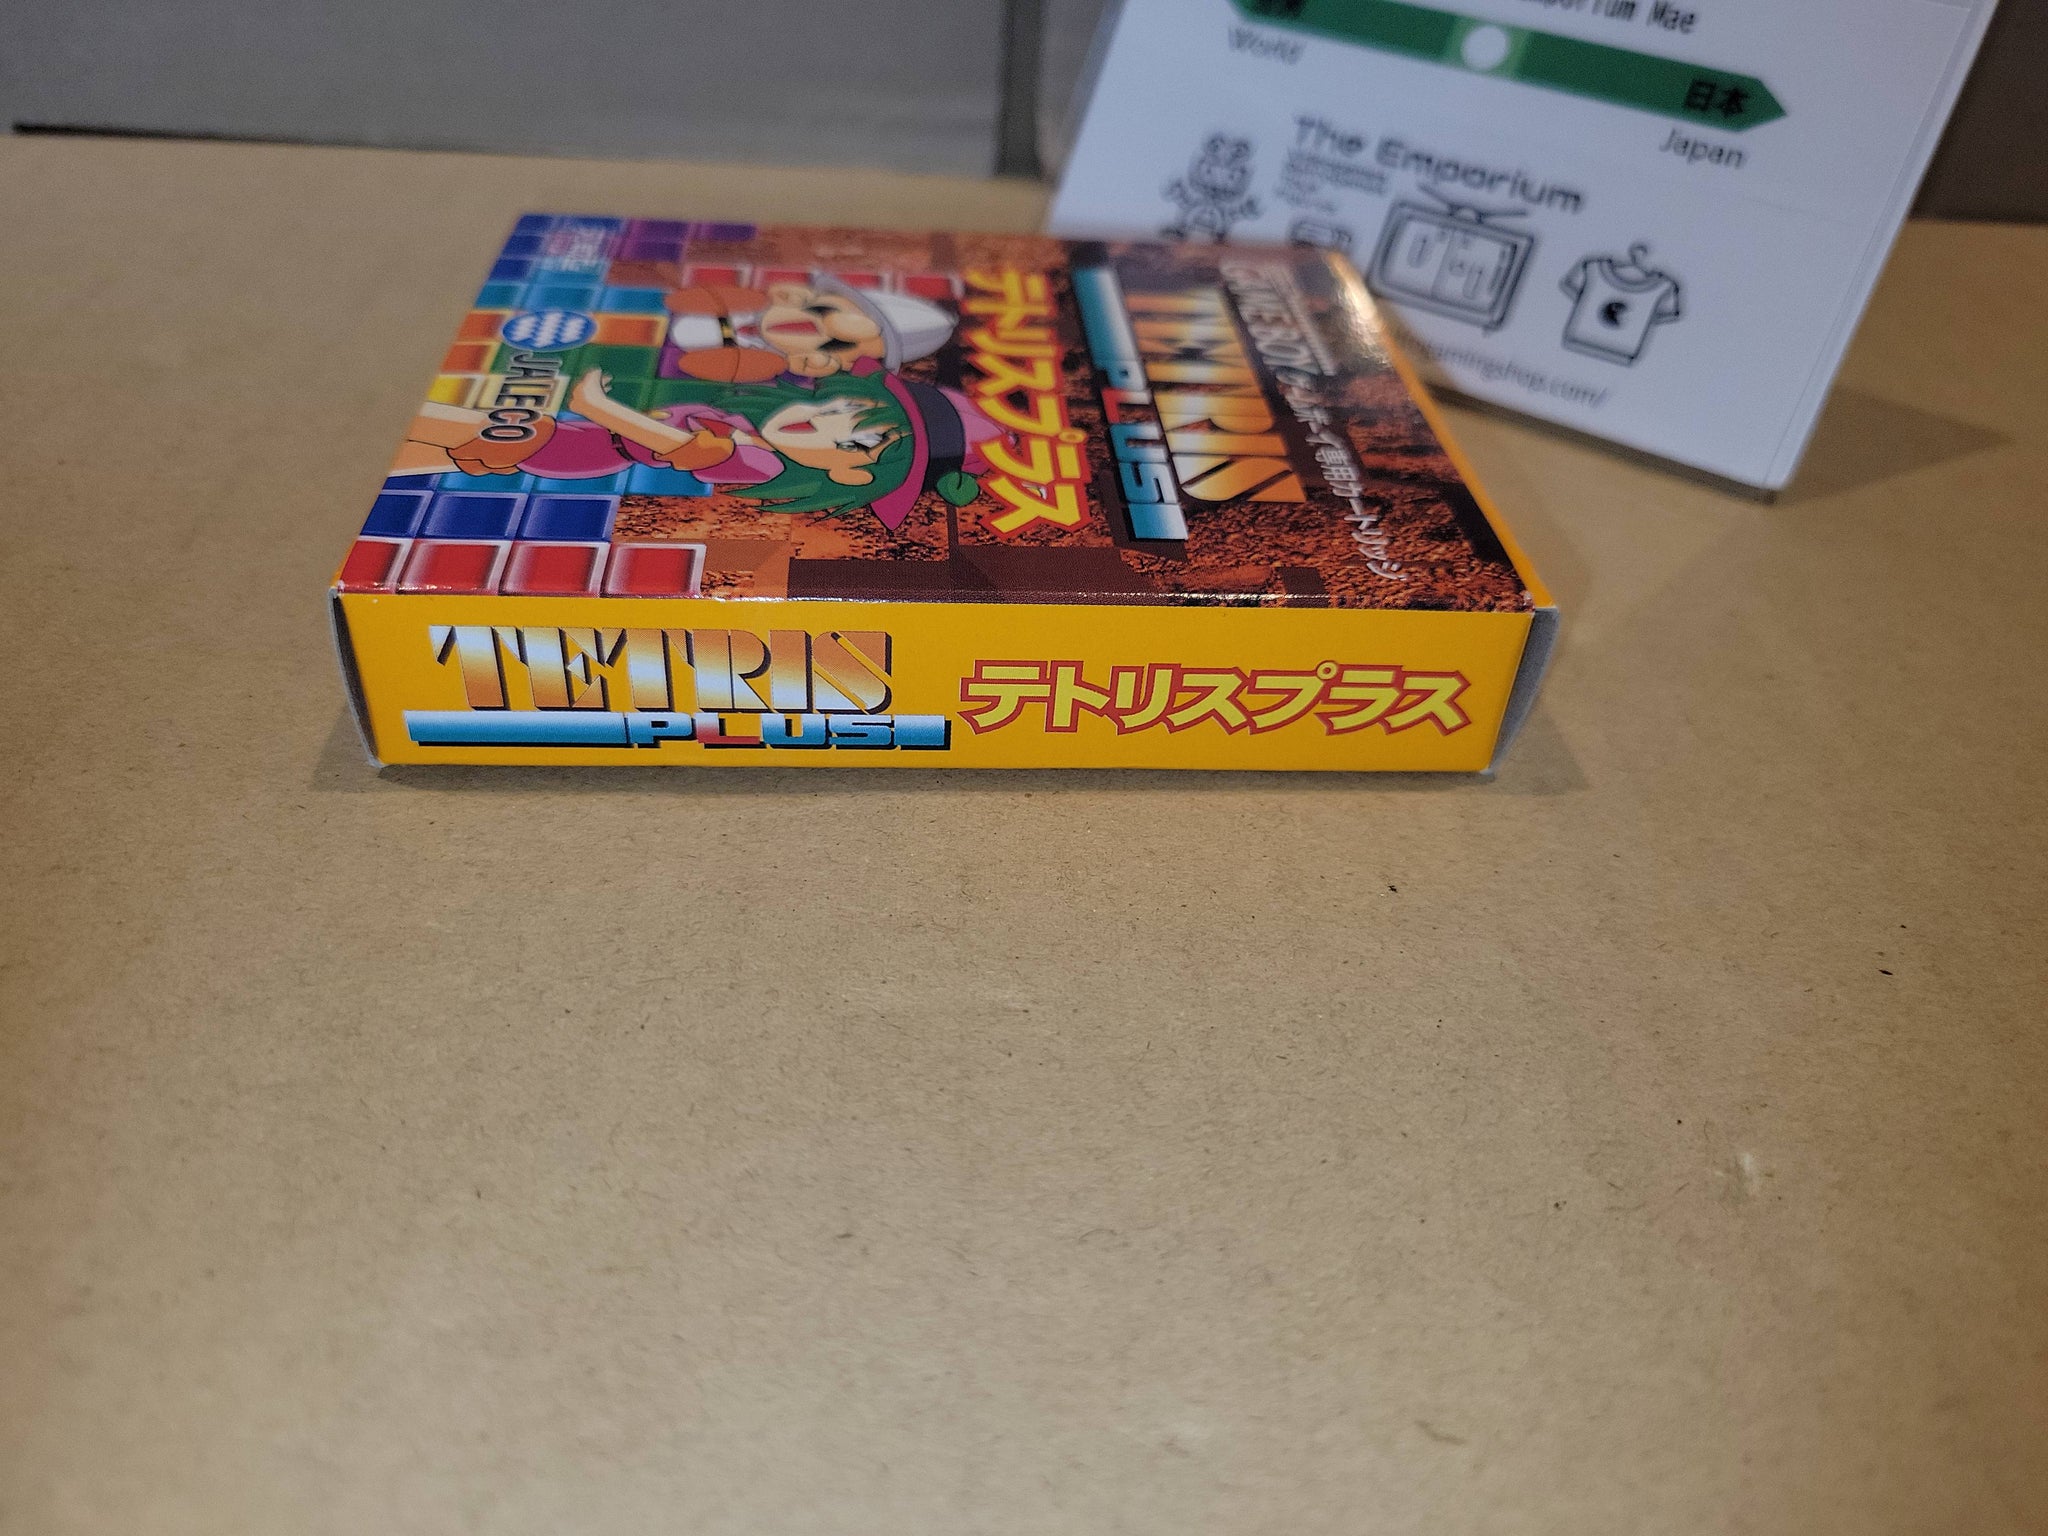 Emporium Mae
World
日本
Japan
The Emporium
GAME BOY ゲームボーイ専用カートリッジ
TETRIS
PLUS
テトリスプラス
JALECO
TETRIS
PLUS
テトリスプラス